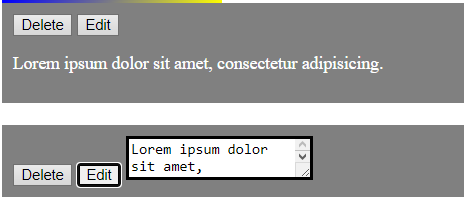 Delete Edit
Lorem ipsum dolor sit amet, consectetur adipisicing.
Delete Edit Lorem ipsum dolor
sit amet,